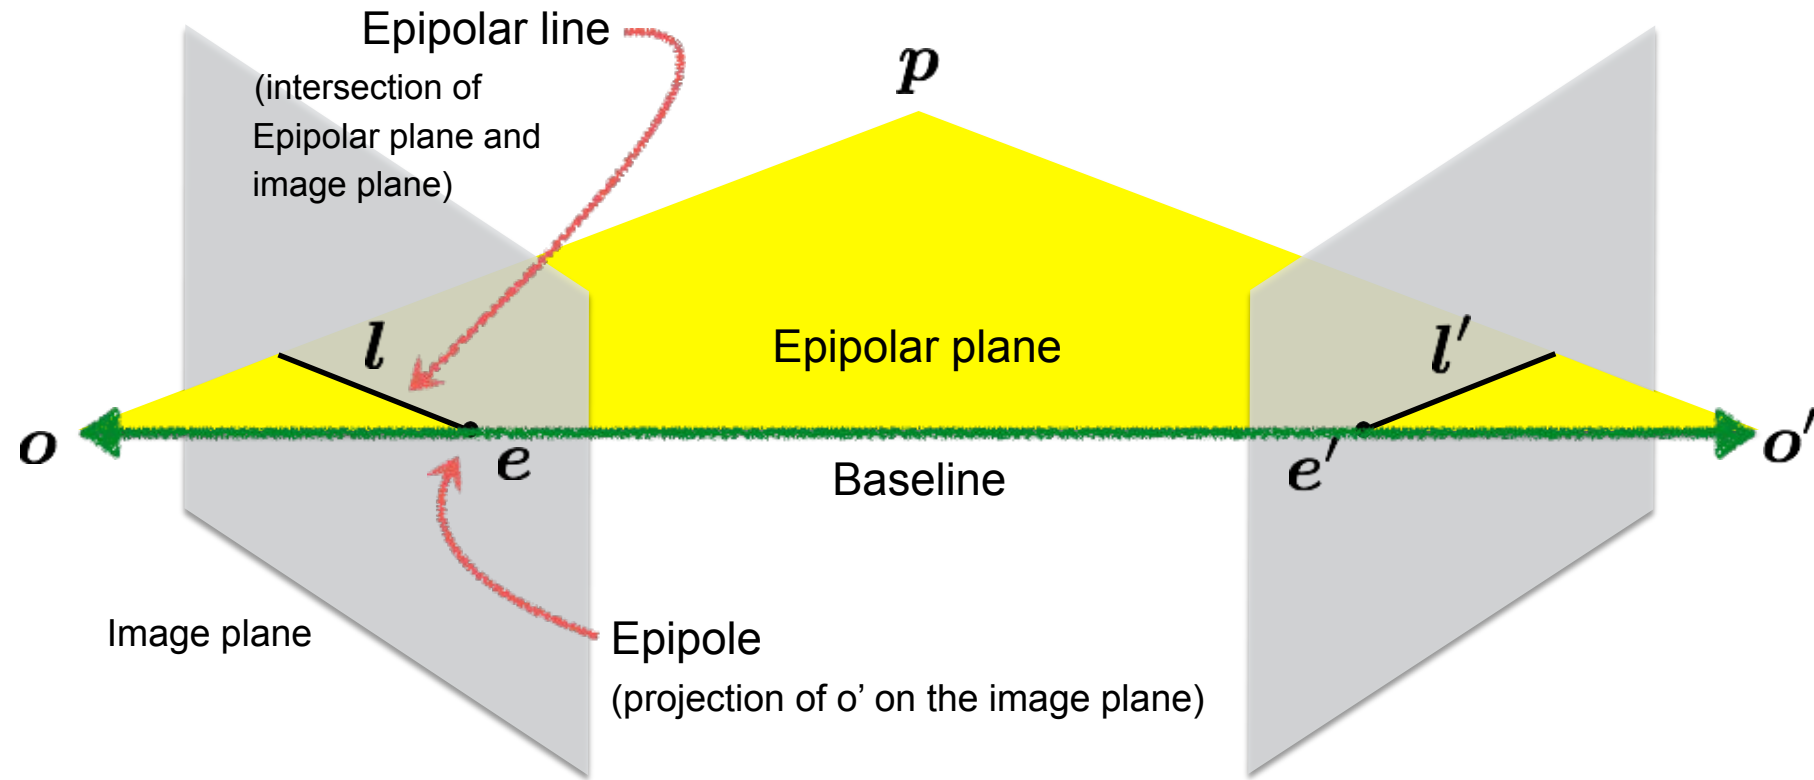 Epipolar line
(intersection of
Epipolar plane and
image plane)
p
l
Epipolar plane
l′
o
e
Baseline
e′
o′
Image plane
Epipole
(projection of o’ on the image plane)